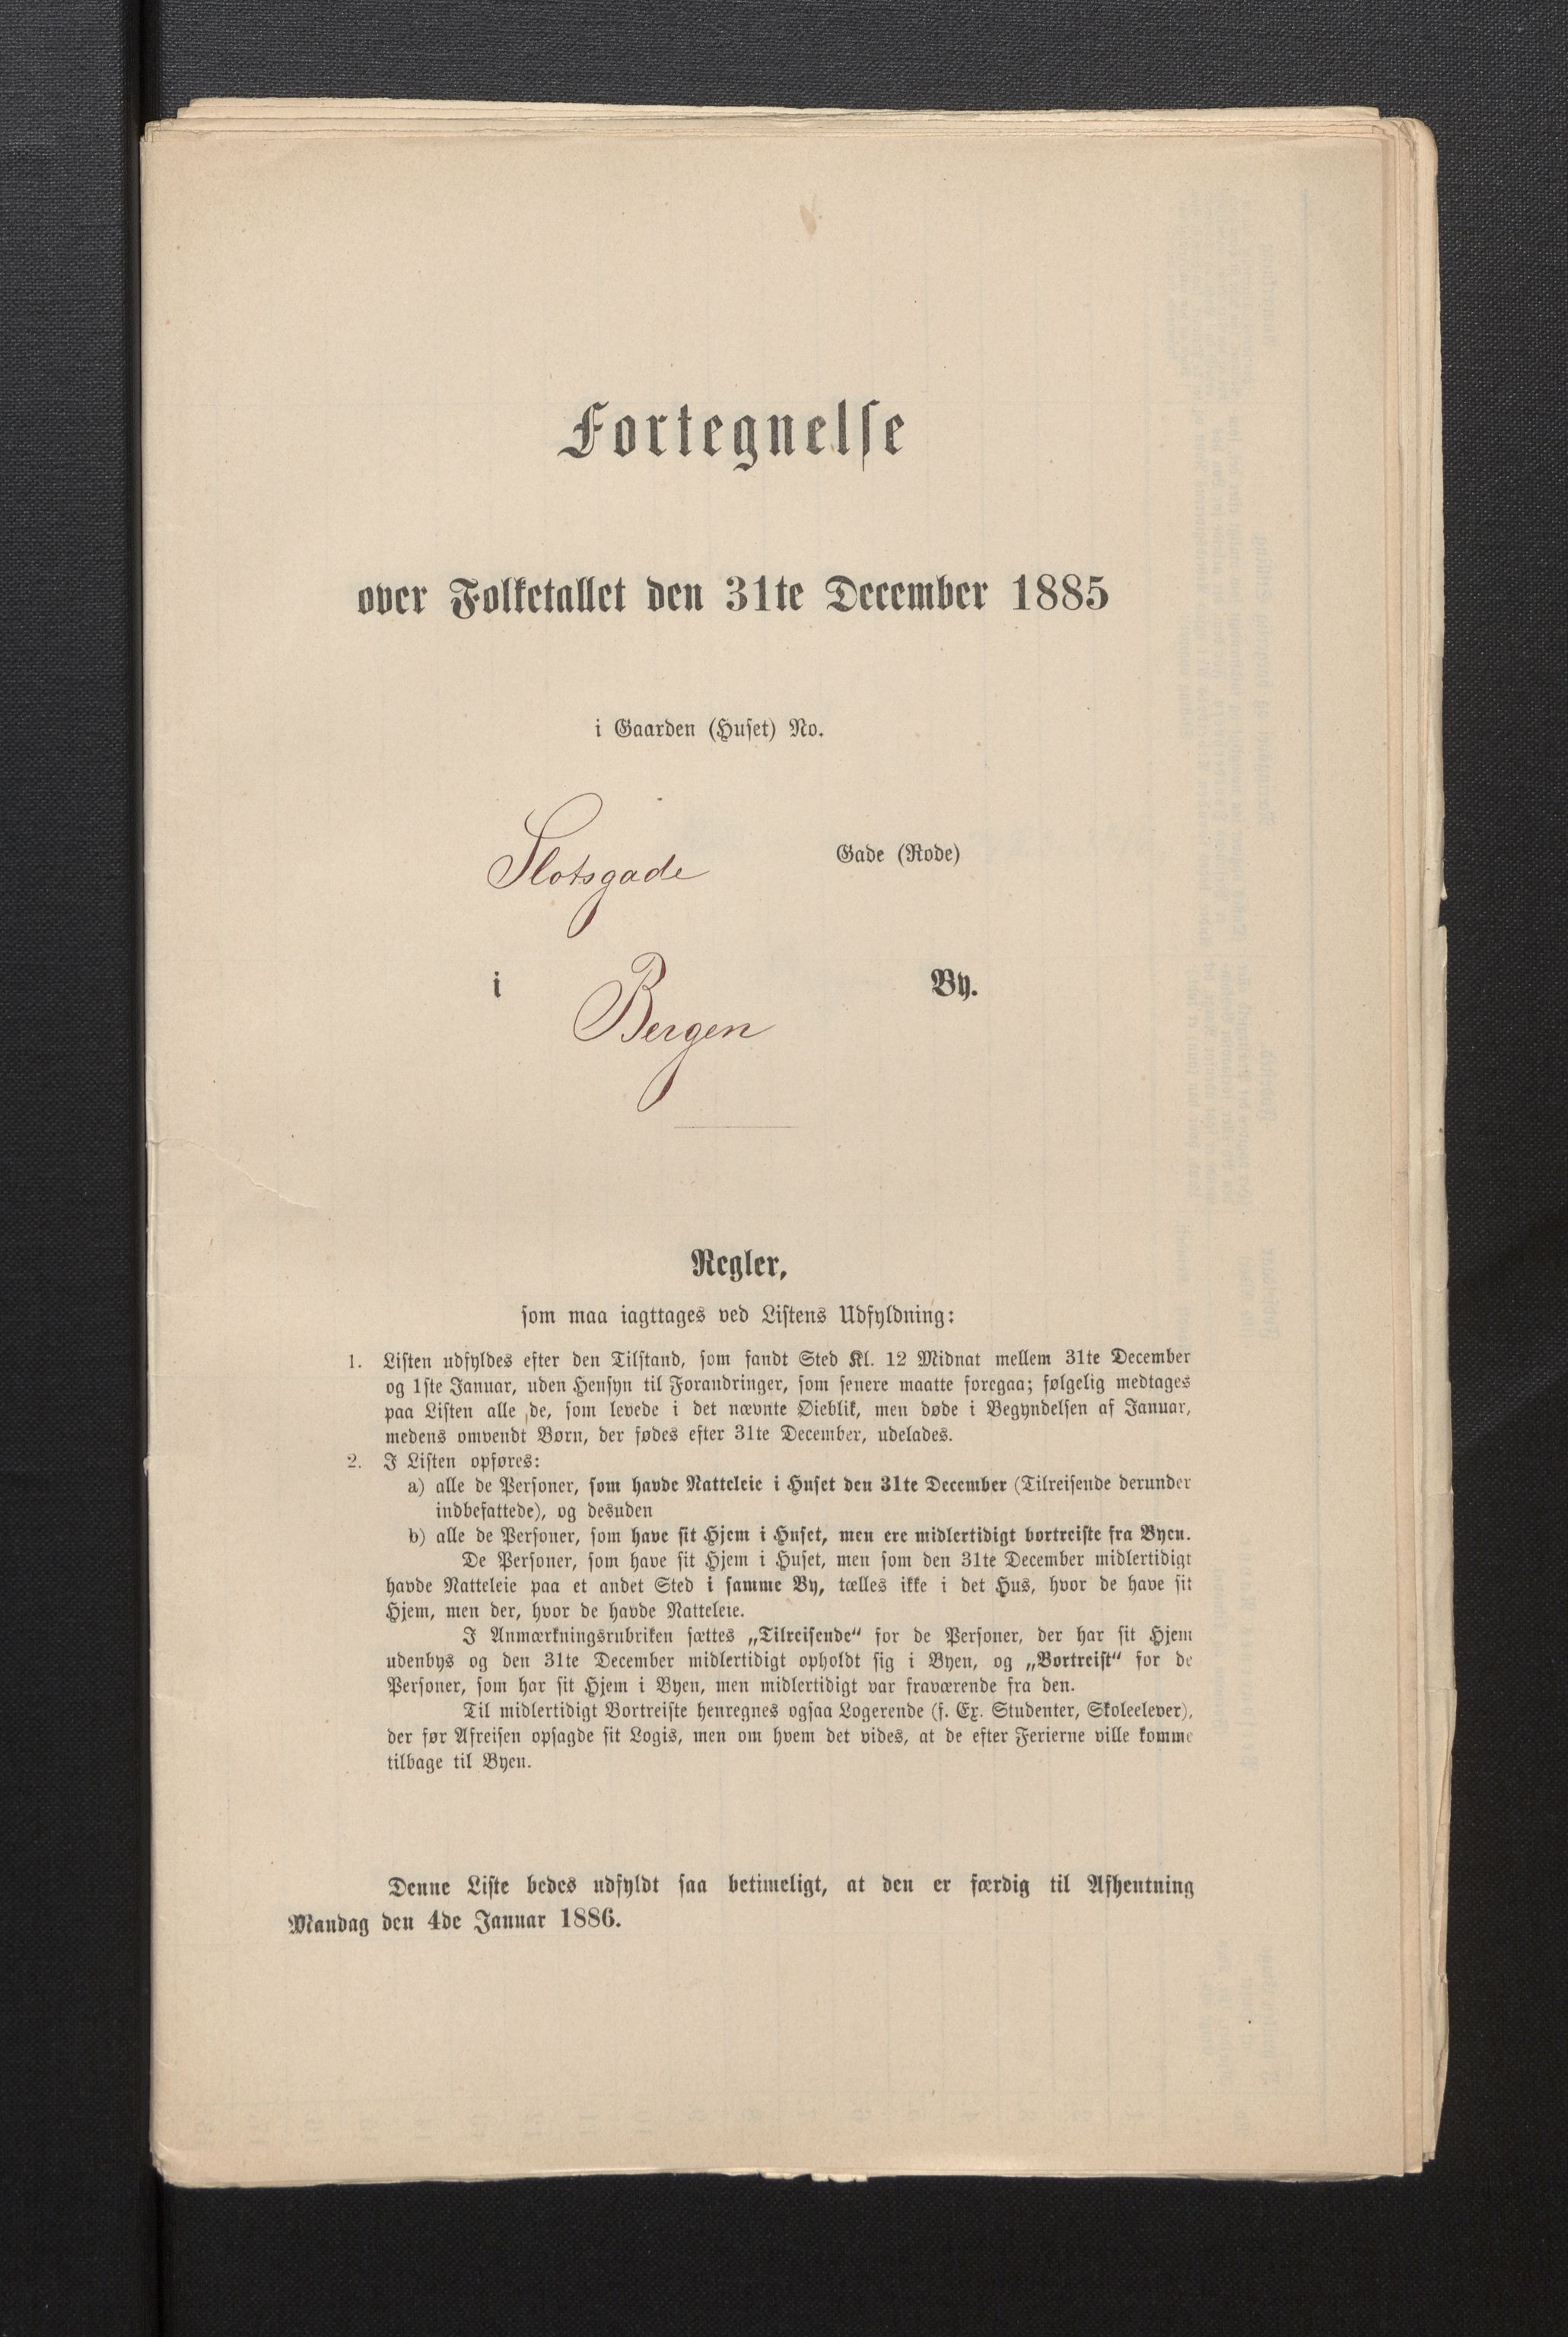 Fortegnelse
over Folketallet den 31te December 1885
i Gaarden (Huset) No.
Slotsgade Gade (Rode)
i Bergen By.
Regler,
som maa iagttages ved Listens Udfyldning:
1. Listen udfyldes efter den Tilstand, som fandt Sted Kl. 12 Midnat mellem 31te December
og 1ste Januar, uden Hensyn til Forandringer, som senere maatte foregaa; følgelig medtages
paa Listen alle de, som levede i det nævnte Øieblik, men døde i Begyndelsen af Januar,
medens omvendt Børn, der fødes efter 31te December, udelades.
2. I Listen opføres:
a) alle de Personer, som havde Natteleie i Huset den 31te December (Tilreisende derunder
indbefattede), og desuden
b) alle de Personer, som have sit Hjem i Huset, men ere midlertidigt bortreiste fra Byen.
De Personer, som have sit Hjem i Huset, men som den 31te December midlertidigt
havde Natteleie paa et andet Sted i samme By, tælles ikke i det Hus, hvor de have sit
Hjem, men der, hvor de havde Natteleie.
I Anmærkningsrubriken sættes „Tilreisende“ for de Personer, der har sit Hjem
udenbys og den 31te December midlertidigt opholdt sig i Byen, og „Bortreist“ for de
Personer, som har sit Hjem i Byen, men midlertidigt var fraværende fra den.
Til midlertidigt Bortreiste henregnes ogsaa Logerende (f. Ex. Studenter, Skoleelever),
der før Afreisen opsagde sit Logis, men om hvem det vides, at de efter Ferierne ville komme
tilbage til Byen.
Denne Liste bedes udfyldt saa betimeligt, at den er færdig til Afhentning
Mandag den 4de Januar 1886.